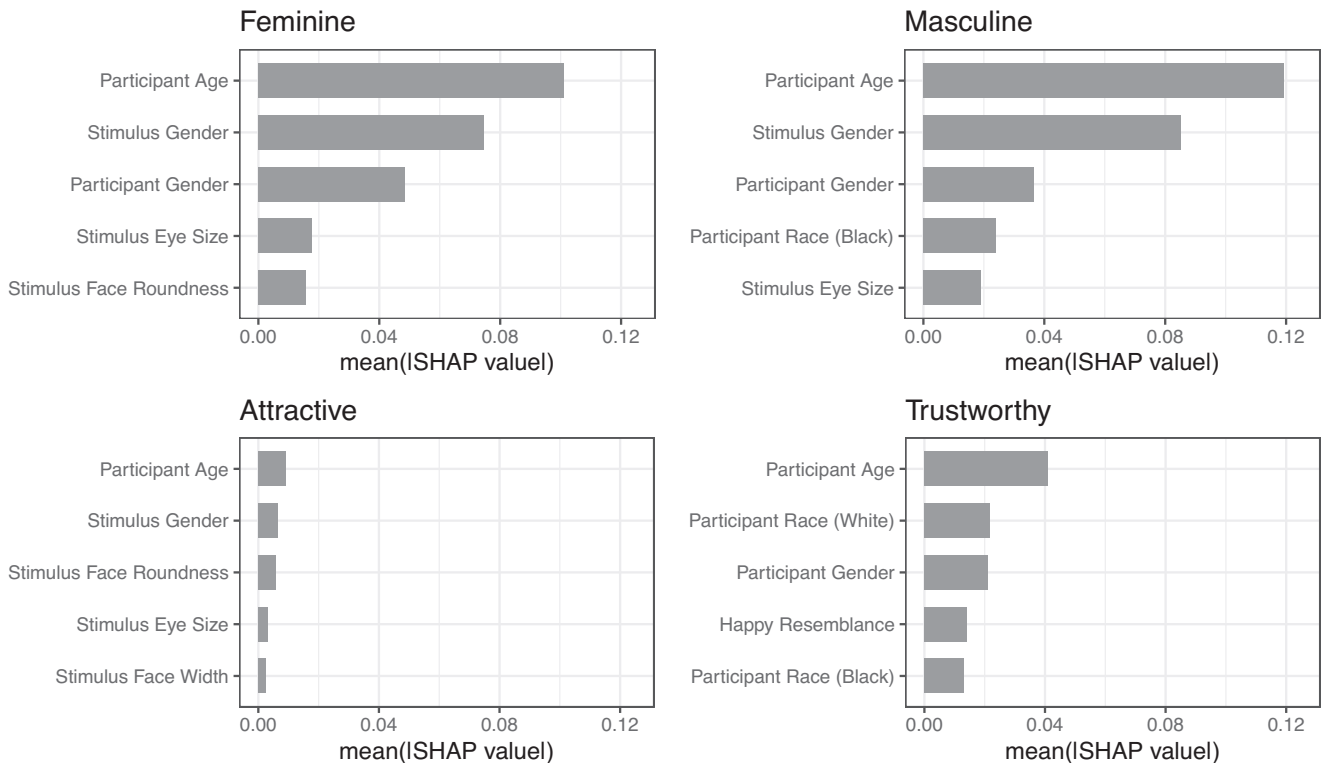 Feminine
Participant Age
Stimulus Gender
Participant Gender
Stimulus Eye Size
Stimulus Face Roundness
0.00 0.04 0.08 0.12
mean(|SHAP value|)
Masculine
Participant Age
Stimulus Gender
Participant Gender
Participant Race (Black)
Stimulus Eye Size
0.00 0.04 0.08 0.12
mean(|SHAP value|)
Attractive
Participant Age
Stimulus Gender
Stimulus Face Roundness
Stimulus Eye Size
Stimulus Face Width
0.00 0.04 0.08 0.12
mean(|SHAP value|)
Trustworthy
Participant Age
Participant Race (White)
Participant Gender
Happy Resemblance
Participant Race (Black)
0.00 0.04 0.08 0.12
mean(|SHAP value|)